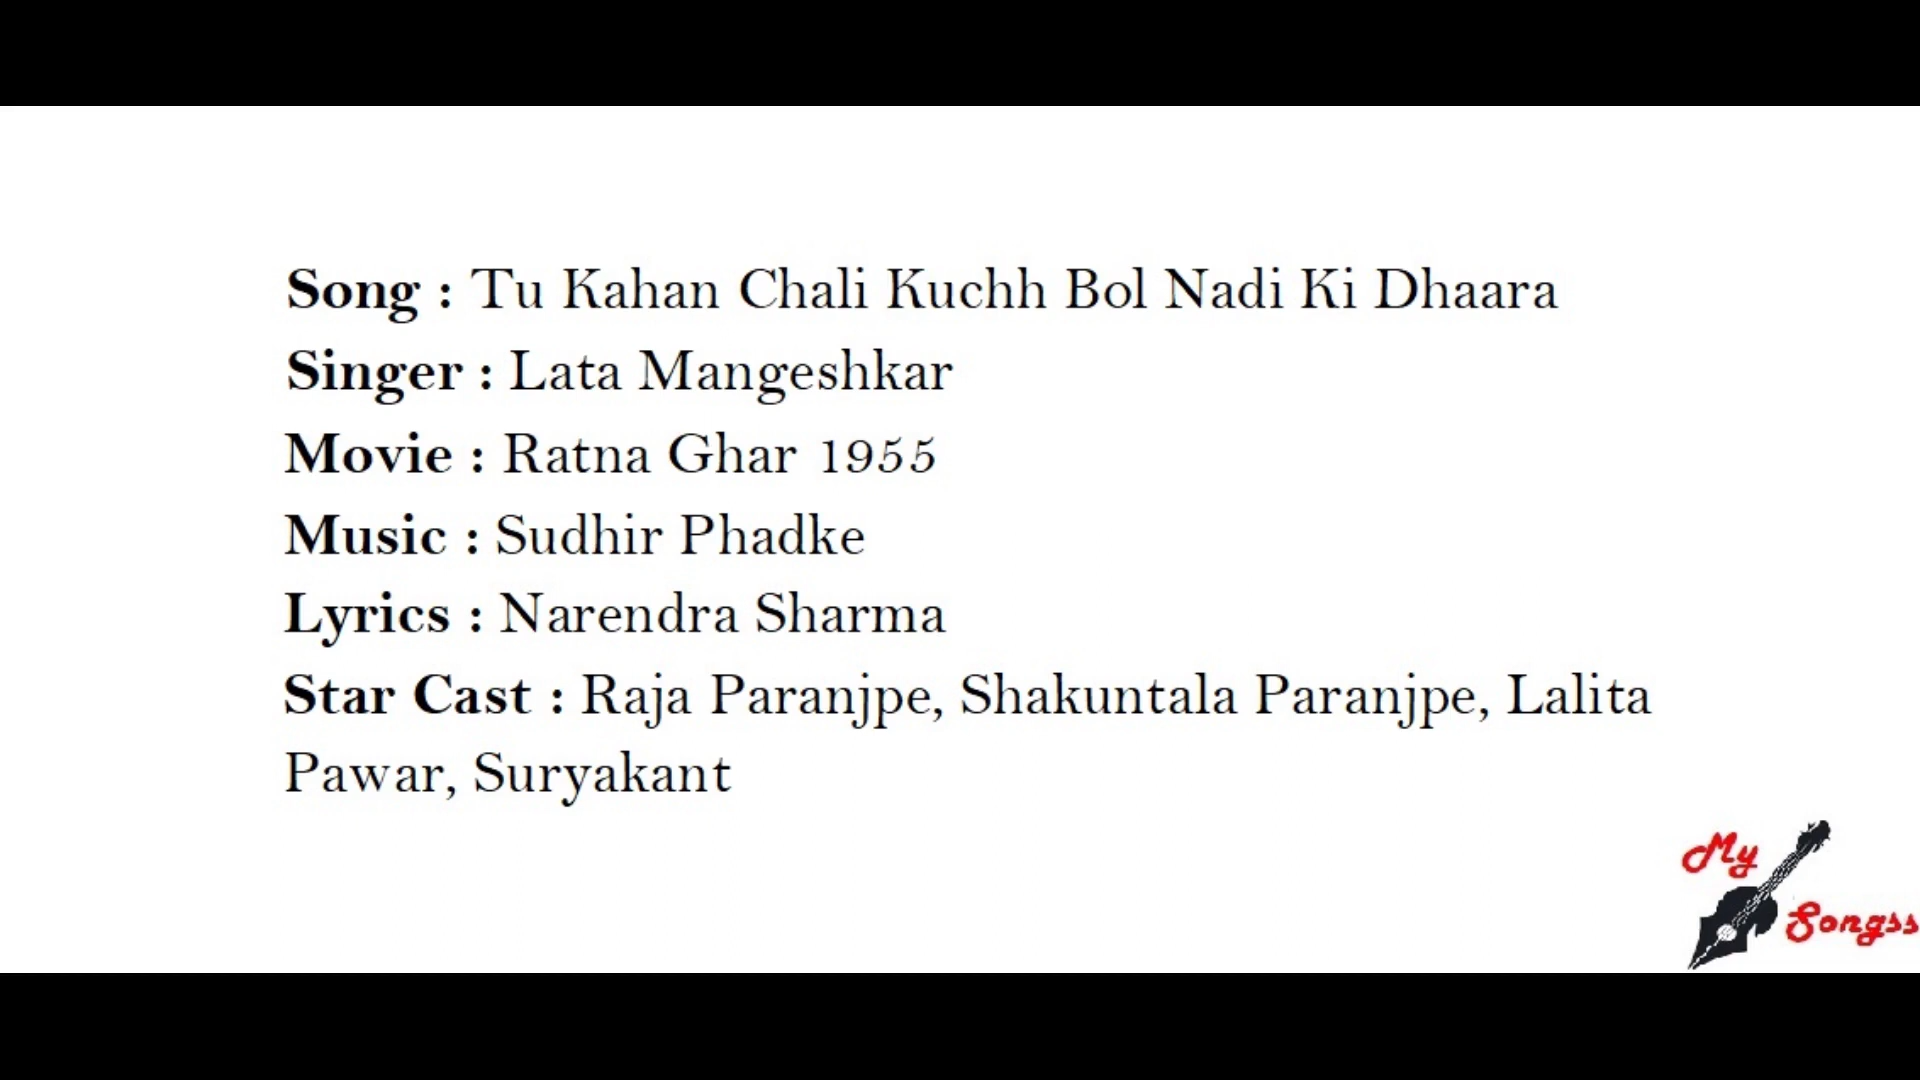 Song : Tu Kahan Chali Kuchh Bol Nadi Ki Dhaara
Singer : Lata Mangeshkar
Movie : Ratna Ghar 1955
Music : Sudhir Phadke
Lyrics : Narendra Sharma
Star Cast : Raja Paranjpe, Shakuntala Paranjpe, Lalita
Pawar, Suryakant
My
Songss